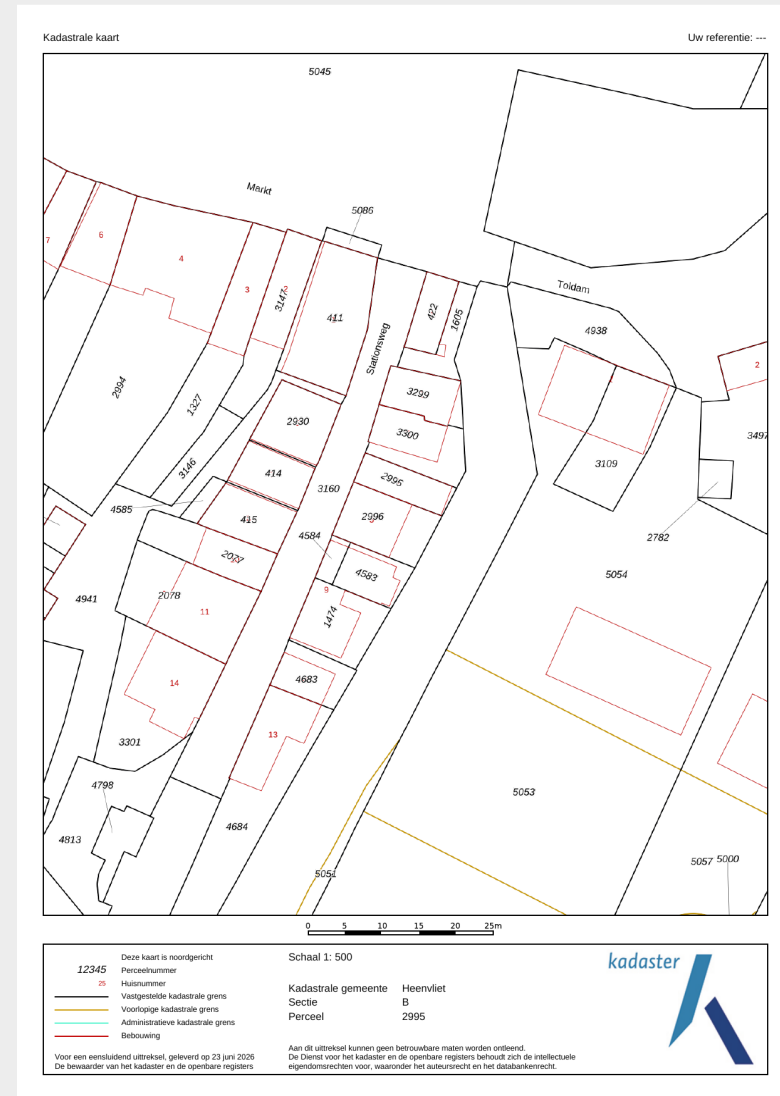 Kadastrale kaart
Uw referentie: ---
5045
Markt
5086
7
6
4
3
2
3147
411
Stationsweg
422
1605
Toldam
4938
2
2994
1327
3299
3300
3497
2930
3146
414
3160
2995
3109
4585
415
4584
2996
2782
2077
4583
5054
4941
2078
11
9
1474
14
4683
3301
13
4798
5053
4813
4684
5051
5057
5000
0 5 10 15 20 25m
Deze kaart is noordgericht
12345 Perceelnummer
25 Huisnummer
Vastgestelde kadastrale grens
Voorlopige kadastrale grens
Administratieve kadastrale grens
Bebouwing
Voor een eensluidend uittreksel, geleverd op 23 juni 2026
De bewaarder van het kadaster en de openbare registers
Schaal 1: 500
Kadastrale gemeente Heenvliet
Sectie B
Perceel 2995
Aan dit uittreksel kunnen geen betrouwbare maten worden ontleend.
De Dienst voor het kadaster en de openbare registers behoudt zich de intellectuele
eigendomsrechten voor, waaronder het auteursrecht en het databankenrecht.
kadaster